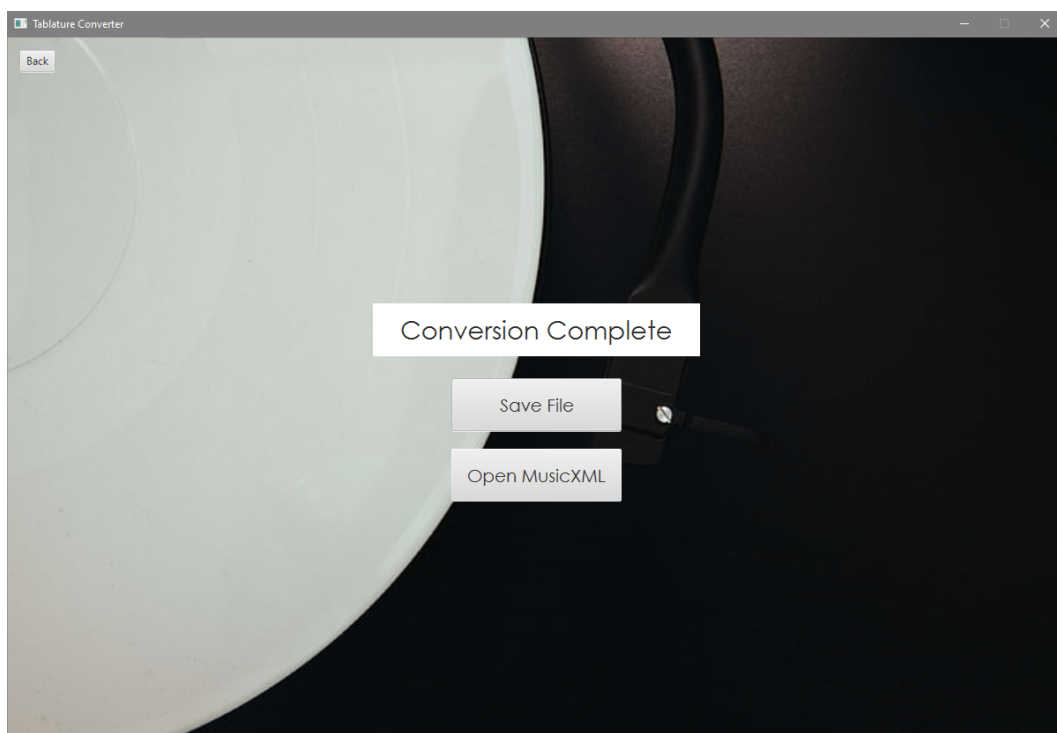 Tablature Converter
Back
Conversion Complete
Save File
Open MusicXML